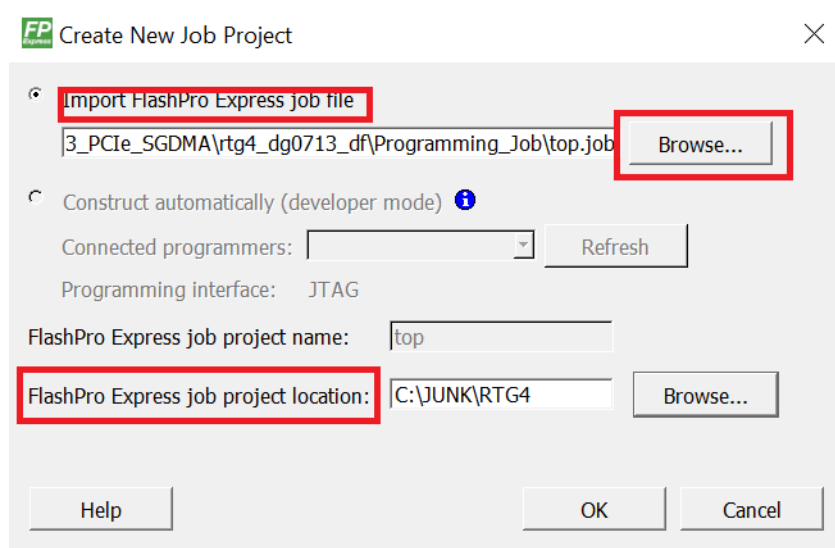 FP Express Create New Job Project
Import FlashPro Express job file
3_PCIe_SGDMA\rtg4_dg0713_df\Programming_Job\top.job Browse...
Construct automatically (developer mode) i
Connected programmers: Refresh
Programming interface: JTAG
FlashPro Express job project name: top
FlashPro Express job project location: C:\JUNK\RTG4 Browse...
Help OK Cancel